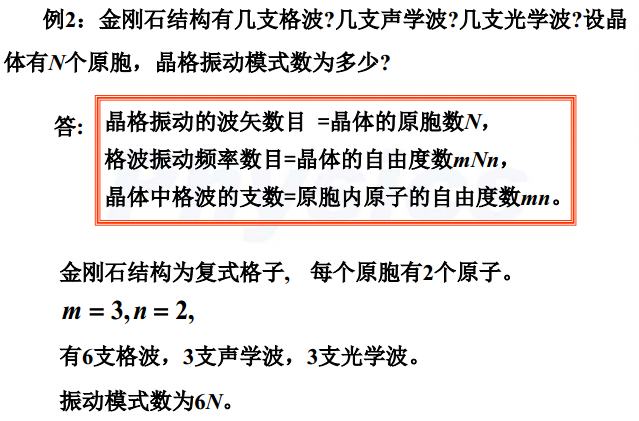 例2：金刚石结构有几支格波?几支声学波?几支光学波?设晶
体有N个原胞，晶格振动模式数为多少?
答:
晶格振动的波矢数目 =晶体的原胞数N，
格波振动频率数目=晶体的自由度数mNn，
晶体中格波的支数=原胞内原子的自由度数mn。
金刚石结构为复式格子， 每个原胞有2个原子。
m = 3, n = 2,
有6支格波，3支声学波，3支光学波。
振动模式数为6N。